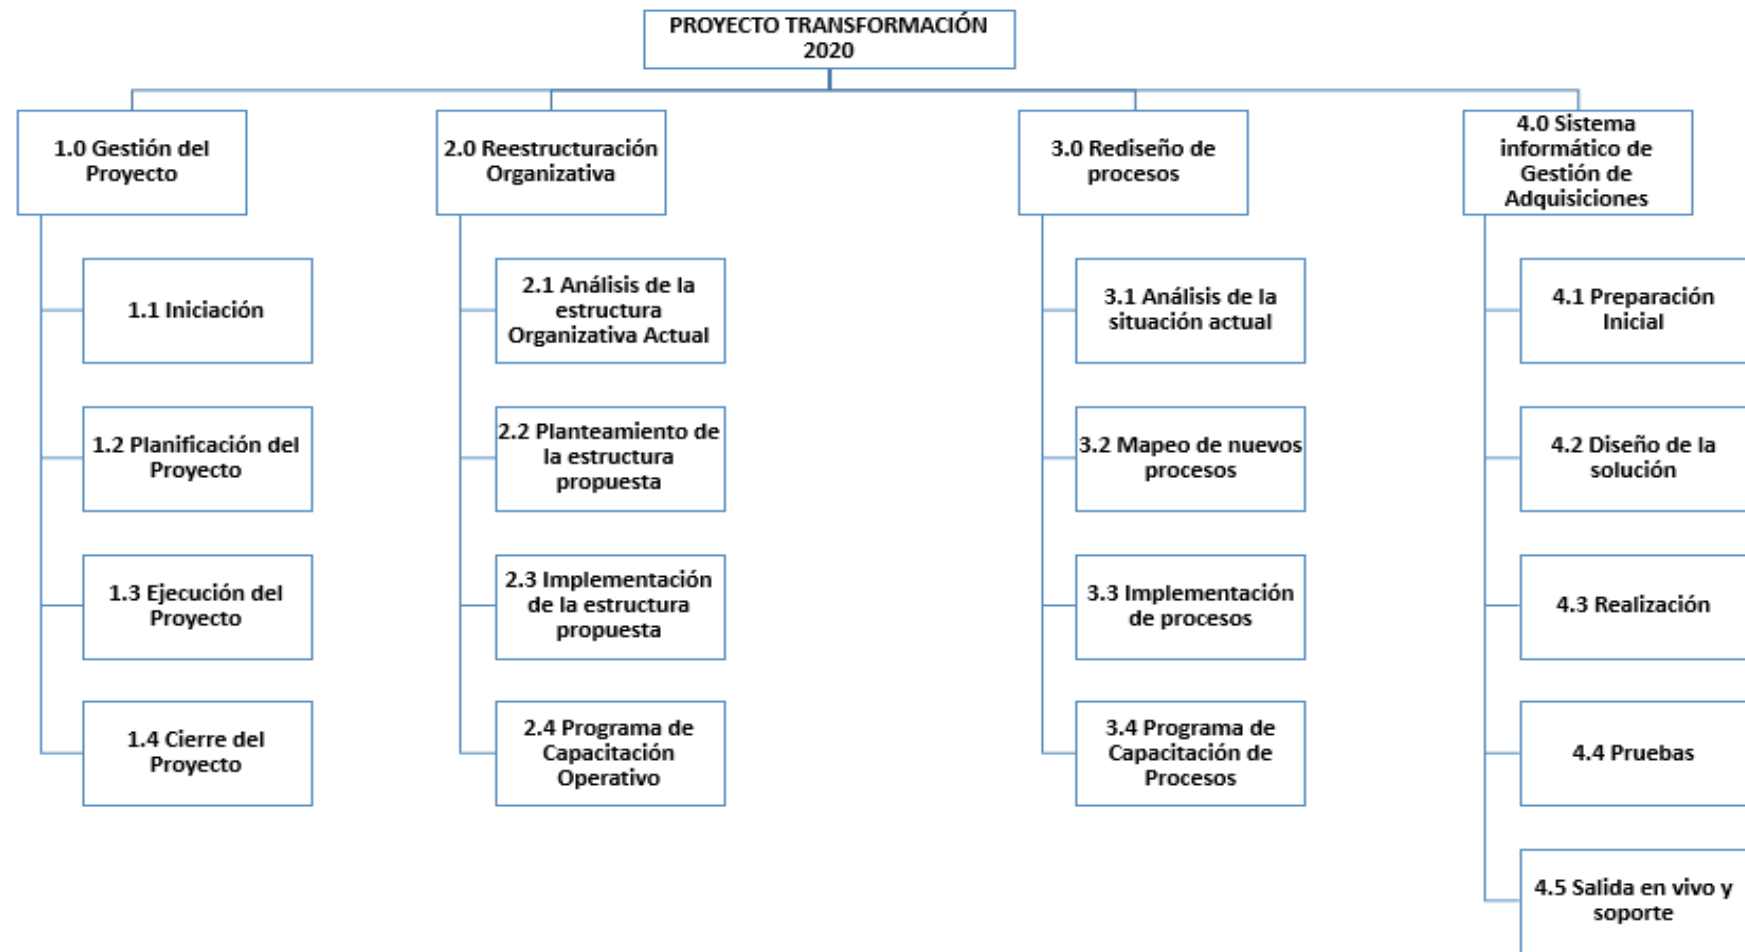 PROYECTO TRANSFORMACIÓN
2020
1.0 Gestión del
Proyecto
1.1 Iniciación
1.2 Planificación del
Proyecto
1.3 Ejecución del
Proyecto
1.4 Cierre del
Proyecto
2.0 Reestructuración
Organizativa
2.1 Análisis de la
estructura
Organizativa Actual
2.2 Planteamiento de
la estructura
propuesta
2.3 Implementación
de la estructura
propuesta
2.4 Programa de
Capacitación
Operativo
3.0 Rediseño de
procesos
3.1 Análisis de la
situación actual
3.2 Mapeo de nuevos
procesos
3.3 Implementación
de procesos
3.4 Programa de
Capacitación de
Procesos
4.0 Sistema
informático de
Gestión de
Adquisiciones
4.1 Preparación
Inicial
4.2 Diseño de la
solución
4.3 Realización
4.4 Pruebas
4.5 Salida en vivo y
soporte